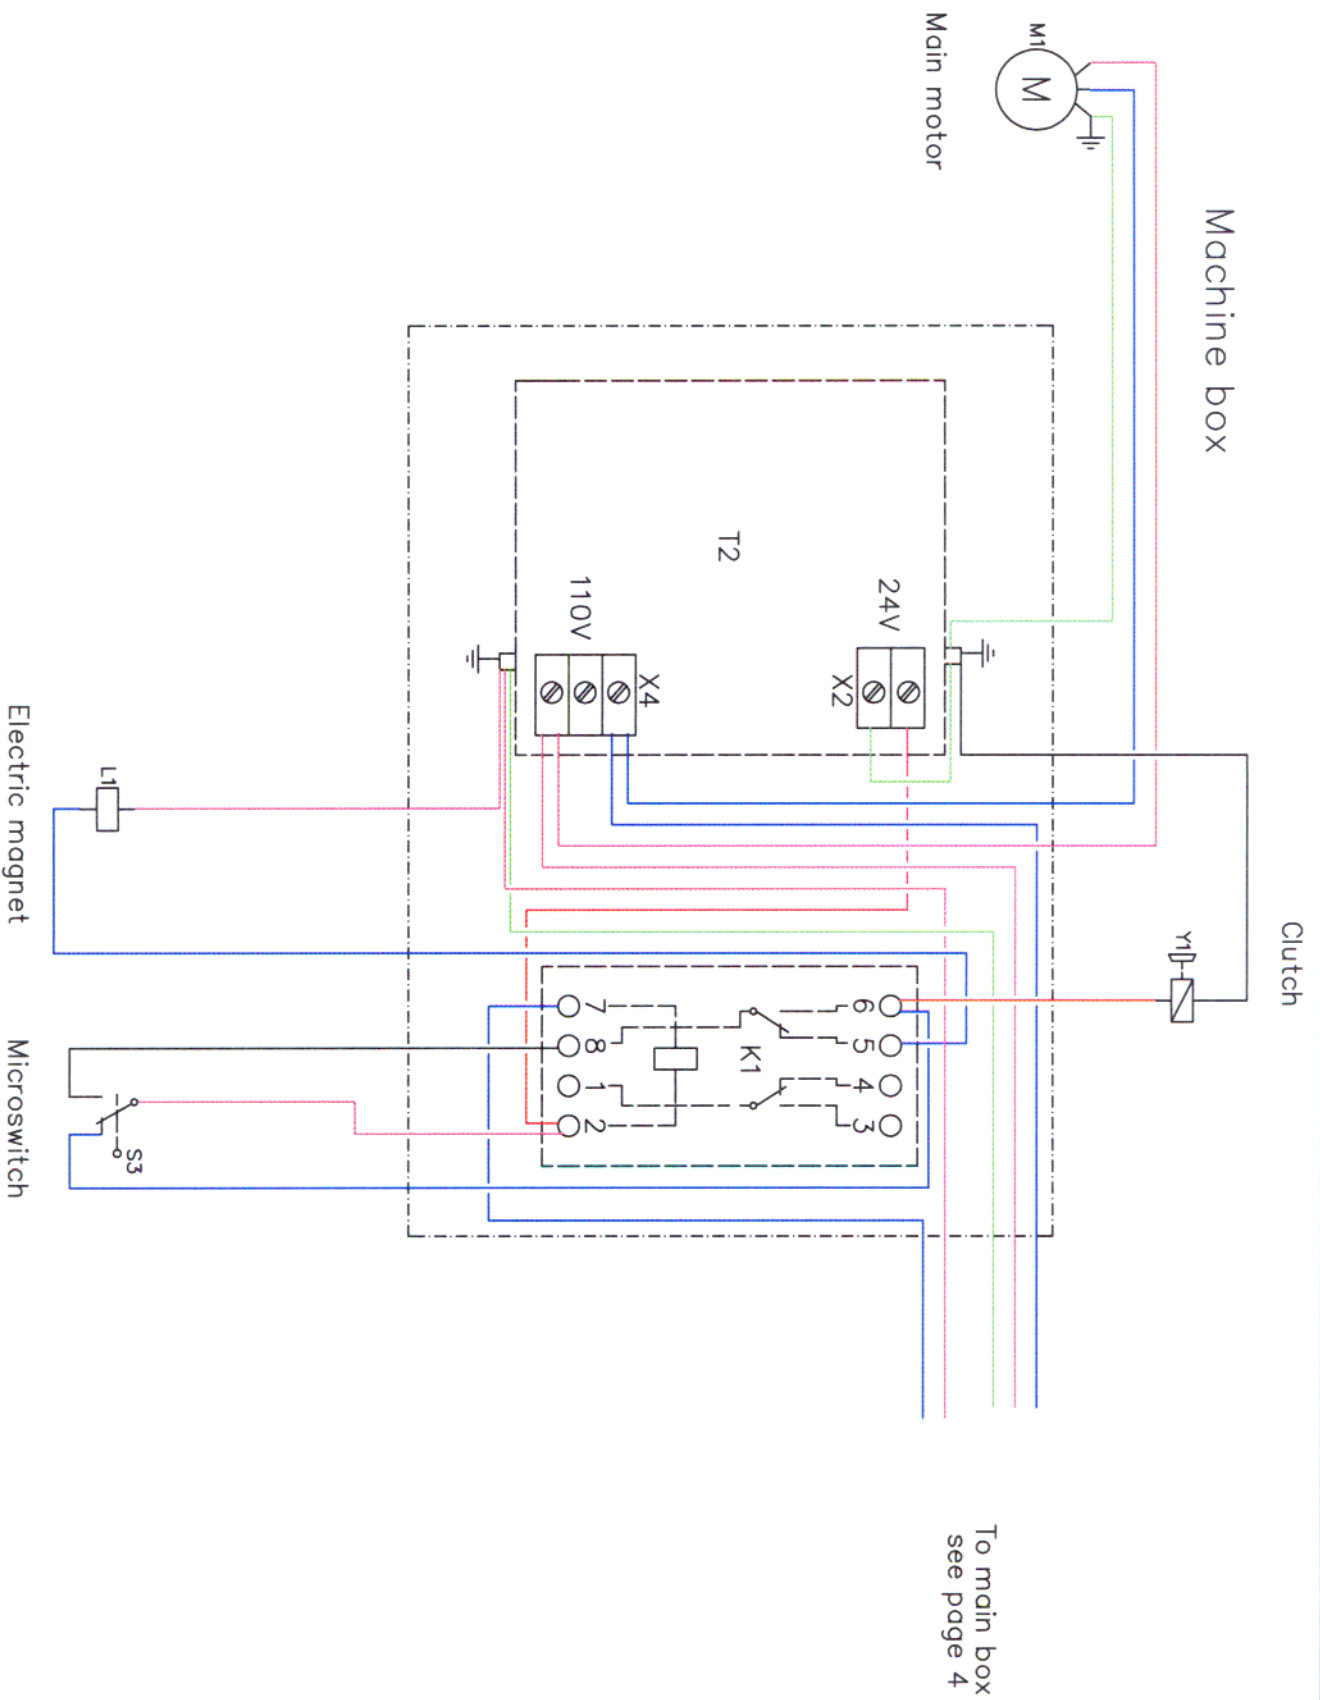 Machine box
M1
M
Main motor
Clutch
Y1
T2
24V
X2
110V
X4
K1
6
5
4
3
7
8
1
2
L1
Electric magnet
S3
Microswitch
To main box
see page 4